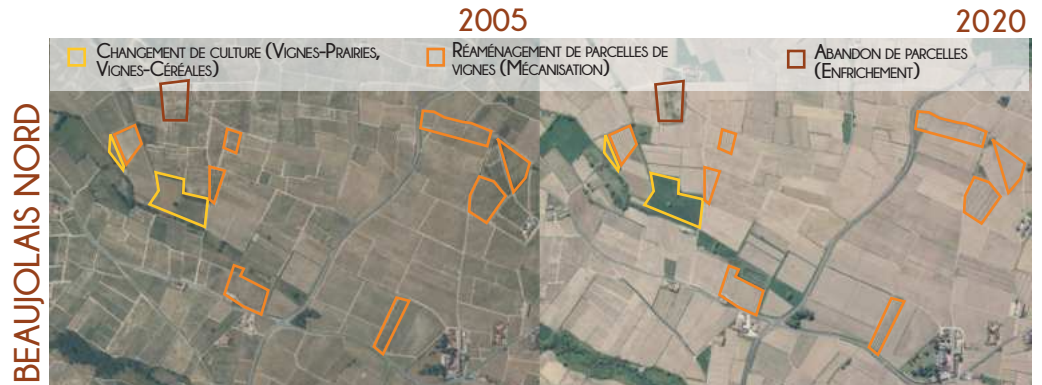 2005
2020
Changement de culture (Vignes-Prairies,
Vignes-Céréales)
Réaménagement de parcelles de
vignes (Mécanisation)
Abandon de parcelles
(Enfrichement)
BEAUJOLAIS NORD